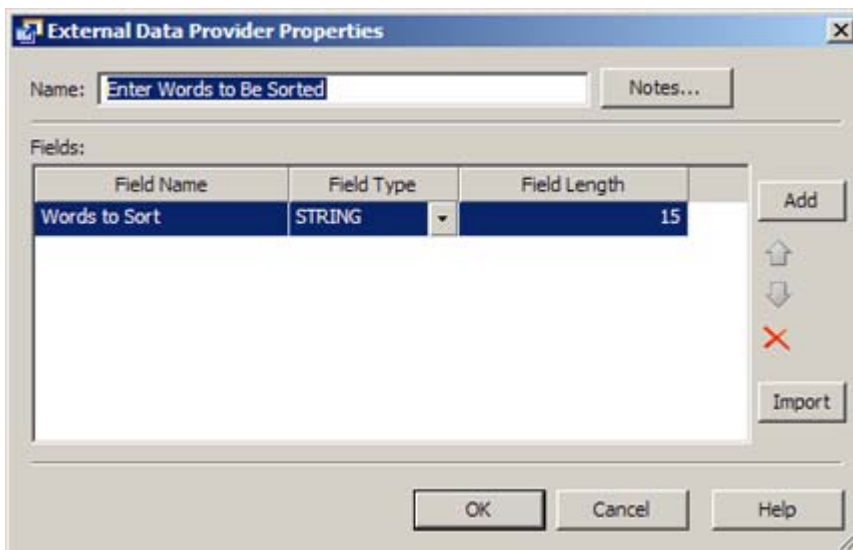 External Data Provider Properties
Name: Enter Words to Be Sorted Notes...
Fields:
Field Name Field Type Field Length
Words to Sort STRING 15
Add
Import
OK Cancel Help